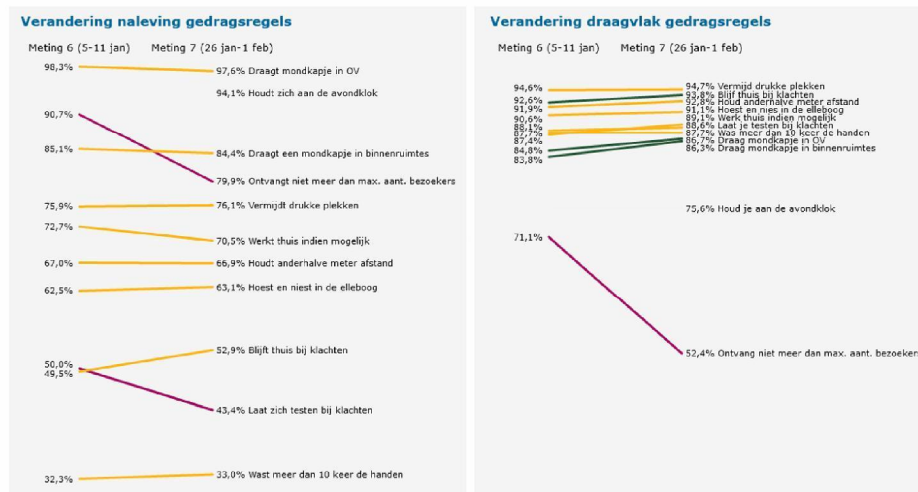 Verandering naleving gedragsregels
Meting 6 (5-11 jan) Meting 7 (26 jan-1 feb)
98,3%
97,6% Draagt mondkapje in OV
94,1% Houdt zich aan de avondklok
90,7%
85,1%
84,4% Draagt een mondkapje in binnenruimtes
79,9% Ontvangt niet meer dan max. aant. bezoekers
75,9%
76,1% Vermijdt drukke plekken
72,7%
70,5% Werkt thuis indien mogelijk
67,0%
66,9% Houdt anderhalve meter afstand
62,5%
63,1% Hoest en niest in de elleboog
52,9% Blijft thuis bij klachten
50,0%
49,5%
43,4% Laat zich testen bij klachten
32,3%
33,0% Wast meer dan 10 keer de handen
Verandering draagvlak gedragsregels
Meting 6 (5-11 jan) Meting 7 (26 jan-1 feb)
94,6%
94,7% Vermijd drukke plekken
92,6%
93,8% Blijf thuis bij klachten
91,9%
92,8% Houd anderhalve meter afstand
90,6%
91,1% Hoest en niest in de elleboog
89,1% Werk thuis indien mogelijk
88,1%
88,6% Laat je testen bij klachten
87,7%
87,7% Was meer dan 10 keer de handen
87,4%
86,7% Draag mondkapje in OV
84,8%
86,3% Draag mondkapje in binnenruimtes
83,8%
75,6% Houd je aan de avondklok
71,1%
52,4% Ontvang niet meer dan max. aant. bezoekers